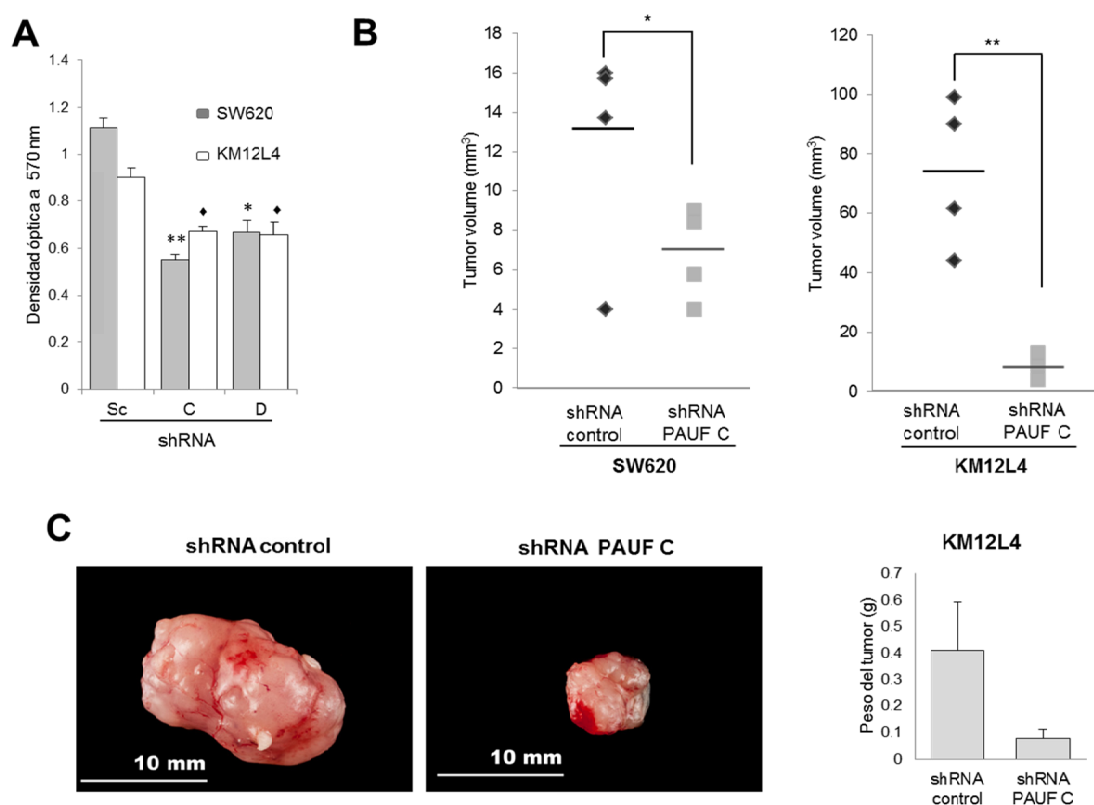 A
1.4
1.2
1
0.8
0.6
0.4
0.2
0
Densidad óptica a 570 nm
SW620
KM12L4
** ♦ * ♦
Sc C D
shRNA
B
18
16
14
12
10
8
6
4
2
0
Tumor volume (mm³)
*
shRNA control
shRNA PAUF C
SW620
120
100
80
60
40
20
0
Tumor volume (mm³)
**
shRNA control
shRNA PAUF C
KM12L4
C
shRNA control
10 mm
shRNA PAUF C
10 mm
KM12L4
0.7
0.6
0.5
0.4
0.3
0.2
0.1
0
Peso del tumor (g)
shRNA control
shRNA PAUF C